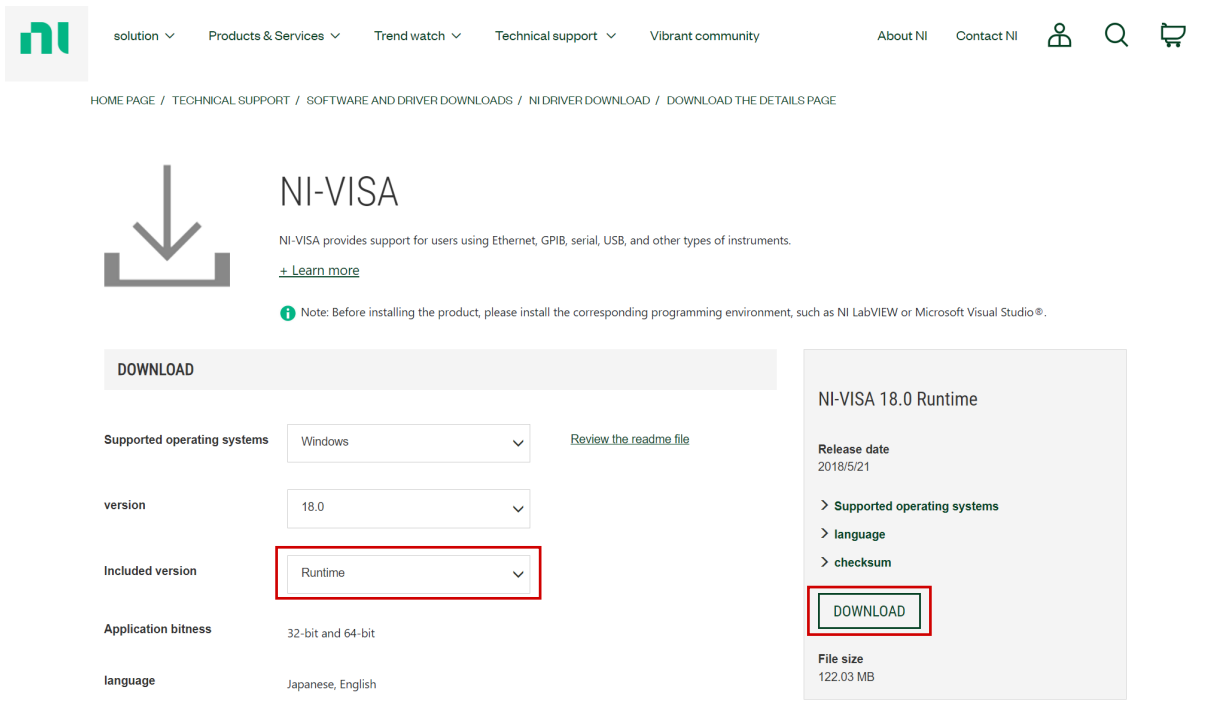 ni
solution Products & Services Trend watch Technical support Vibrant community About NI Contact NI
HOME PAGE / TECHNICAL SUPPORT / SOFTWARE AND DRIVER DOWNLOADS / NI DRIVER DOWNLOAD / DOWNLOAD THE DETAILS PAGE
NI-VISA
NI-VISA provides support for users using Ethernet, GPIB, serial, USB, and other types of instruments.
+ Learn more
Note: Before installing the product, please install the corresponding programming environment, such as NI LabVIEW or Microsoft Visual Studio®.
DOWNLOAD
Supported operating systems Windows Review the readme file
version 18.0
Included version Runtime
Application bitness 32-bit and 64-bit
language Japanese, English
NI-VISA 18.0 Runtime
Release date
2018/5/21
Supported operating systems
language
checksum
DOWNLOAD
File size
122.03 MB